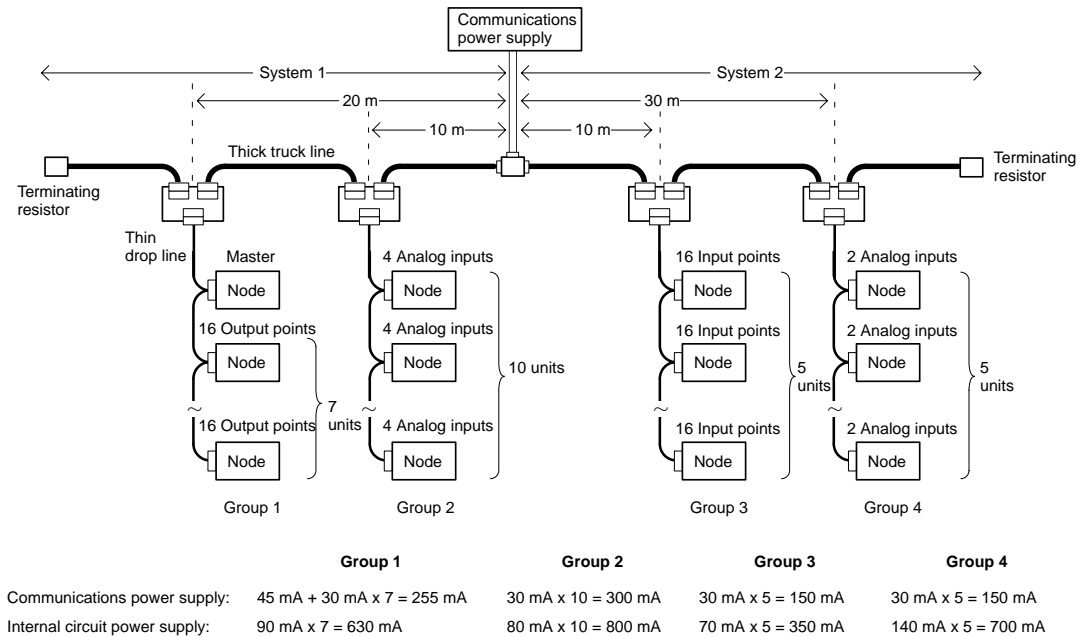 Communications
power supply
System 1
System 2
20 m
30 m
10 m
10 m
Thick truck line
Terminating
resistor
Terminating
resistor
Thin
drop line
Master
4 Analog inputs
16 Input points
2 Analog inputs
Node
Node
Node
Node
16 Output points
4 Analog inputs
16 Input points
2 Analog inputs
Node
Node
Node
Node
7
units
10 units
5
units
5
units
~
~
~
~
16 Output points
4 Analog inputs
16 Input points
2 Analog inputs
Node
Node
Node
Node
Group 1
Group 2
Group 3
Group 4
Group 1 Group 2 Group 3 Group 4
Communications power supply: 45 mA + 30 mA x 7 = 255 mA 30 mA x 10 = 300 mA 30 mA x 5 = 150 mA 30 mA x 5 = 150 mA
Internal circuit power supply: 90 mA x 7 = 630 mA 80 mA x 10 = 800 mA 70 mA x 5 = 350 mA 140 mA x 5 = 700 mA